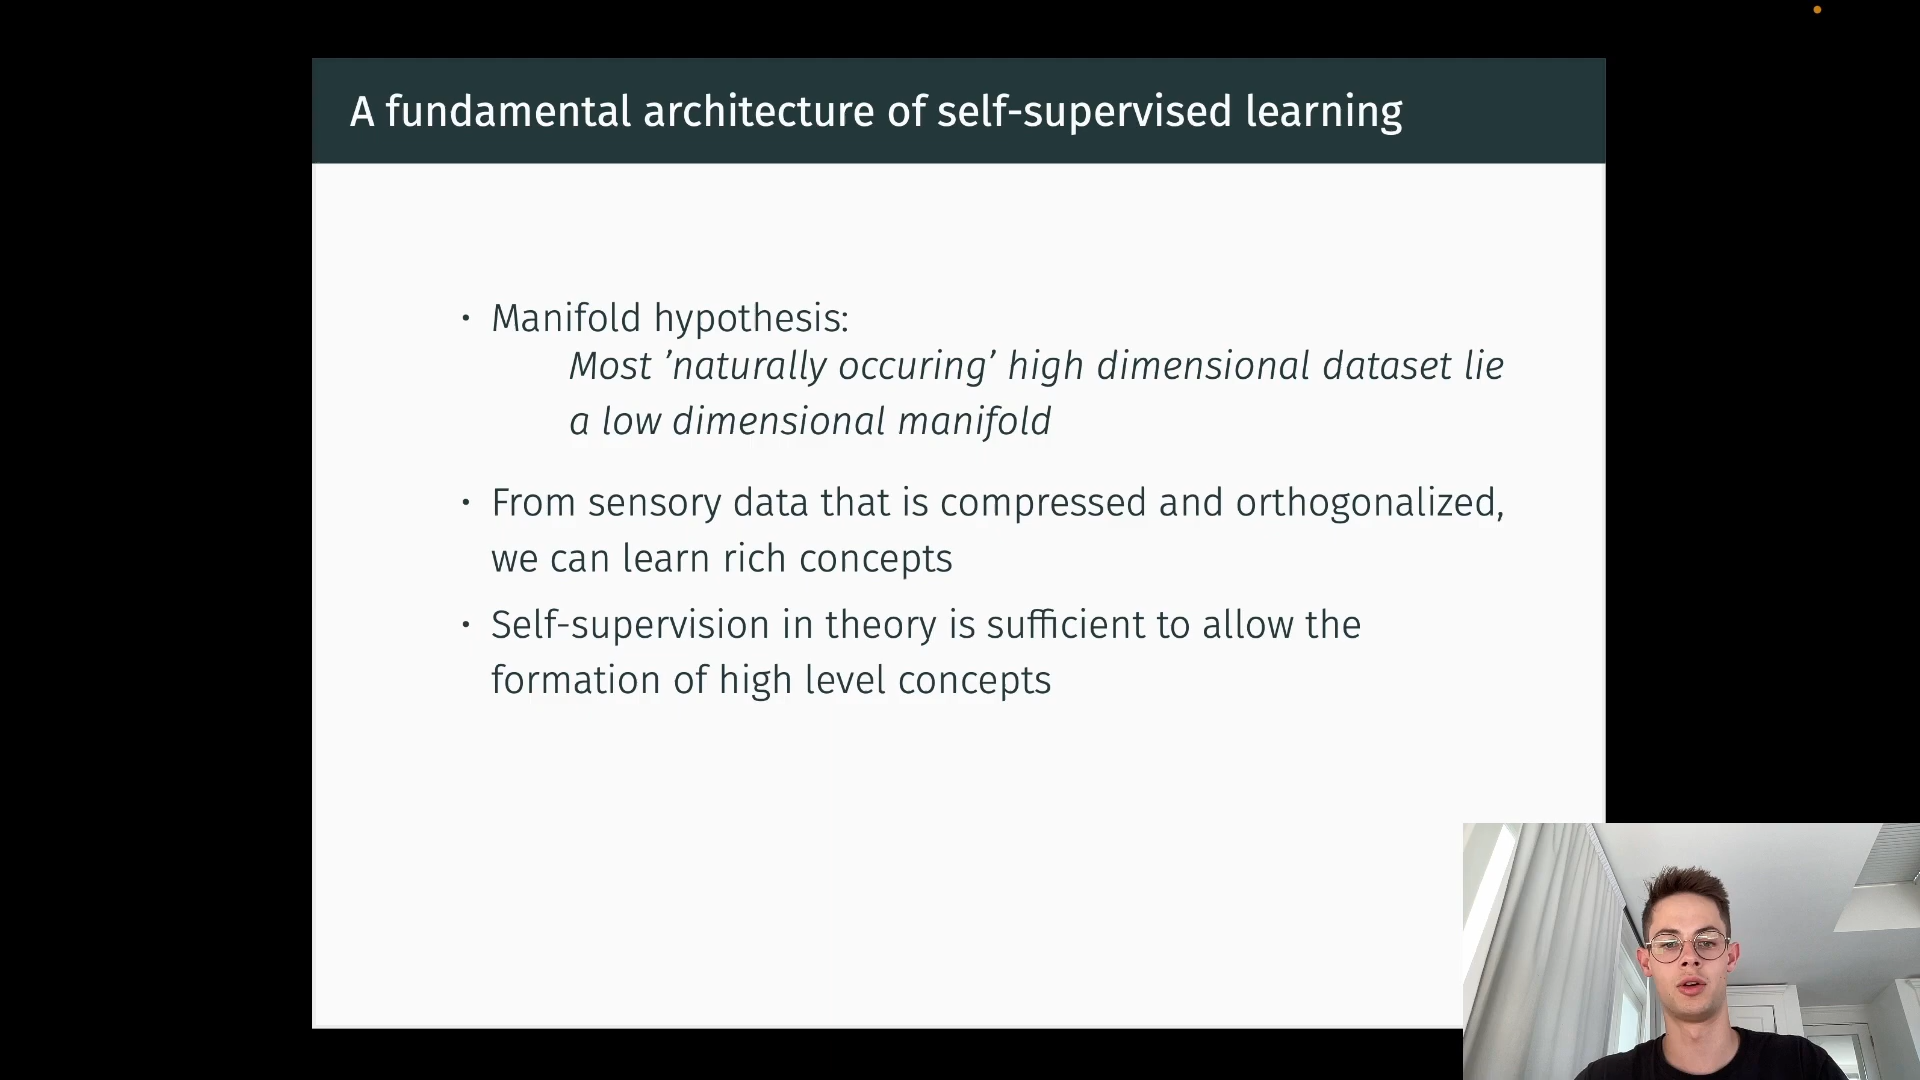 A fundamental architecture of self-supervised learning
• Manifold hypothesis:
Most ’naturally occuring’ high dimensional dataset lie
a low dimensional manifold
• From sensory data that is compressed and orthogonalized,
we can learn rich concepts
• Self-supervision in theory is sufficient to allow the
formation of high level concepts